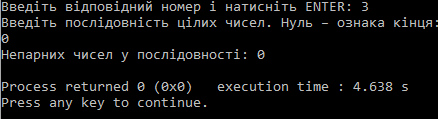 Введіть відповідний номер і натисніть ENTER: 3
Введіть послідовність цілих чисел. Нуль – ознака кінця:
0
Непарних чисел у послідовності: 0
Process returned 0 (0x0)   execution time : 4.638 s
Press any key to continue.